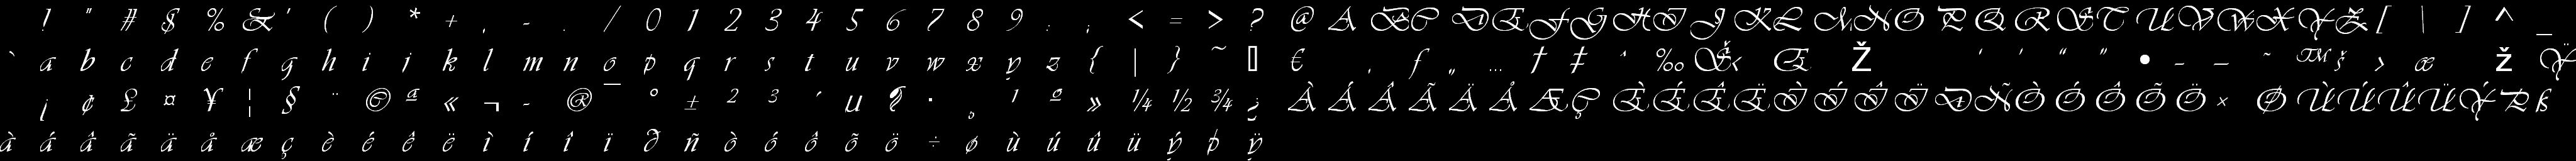 ! " # $ % & ' ( ) * + , - . / 0 1 2 3 4 5 6 7 8 9 : ; < = > ? @ A B C D E F G H I J K L M N O P Q R S T U V W X Y Z [ \ ] ^ _
` a b c d e f g h i j k l m n o p q r s t u v w x y z { | } ~ ▯ € , ƒ „ … † ‡ ˆ ‰ Š ‹ Œ Ž ‘ ’ “ ” • – — ˜ ™ š › œ ž Ÿ
¡ ¢ £ ¤ ¥ ¦ § ¨ © ª « ¬ - ® ¯ ° ± ² ³ ´ µ ¶ · ¸ ¹ º » ¼ ½ ¾ ¿ À Á Â Ã Ä Å Æ Ç È É Ê Ë Ì Í Î Ï Ð Ñ Ò Ó Ô Õ Ö × Ø Ù Ú Û Ü Ý Þ ß
à á â ã ä å æ ç è é ê ë ì í î ï ð ñ ò ó ô õ ö ÷ ø ù ú û ü ý þ ÿ